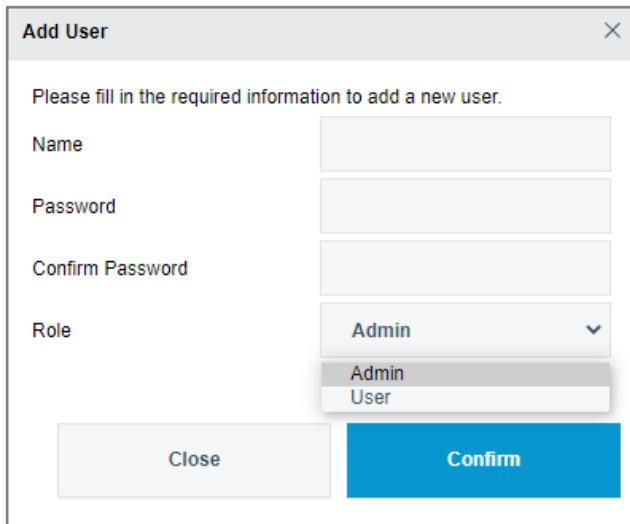 Add User
Please fill in the required information to add a new user.
Name
Password
Confirm Password
Role
Admin
Admin
User
Close
Confirm